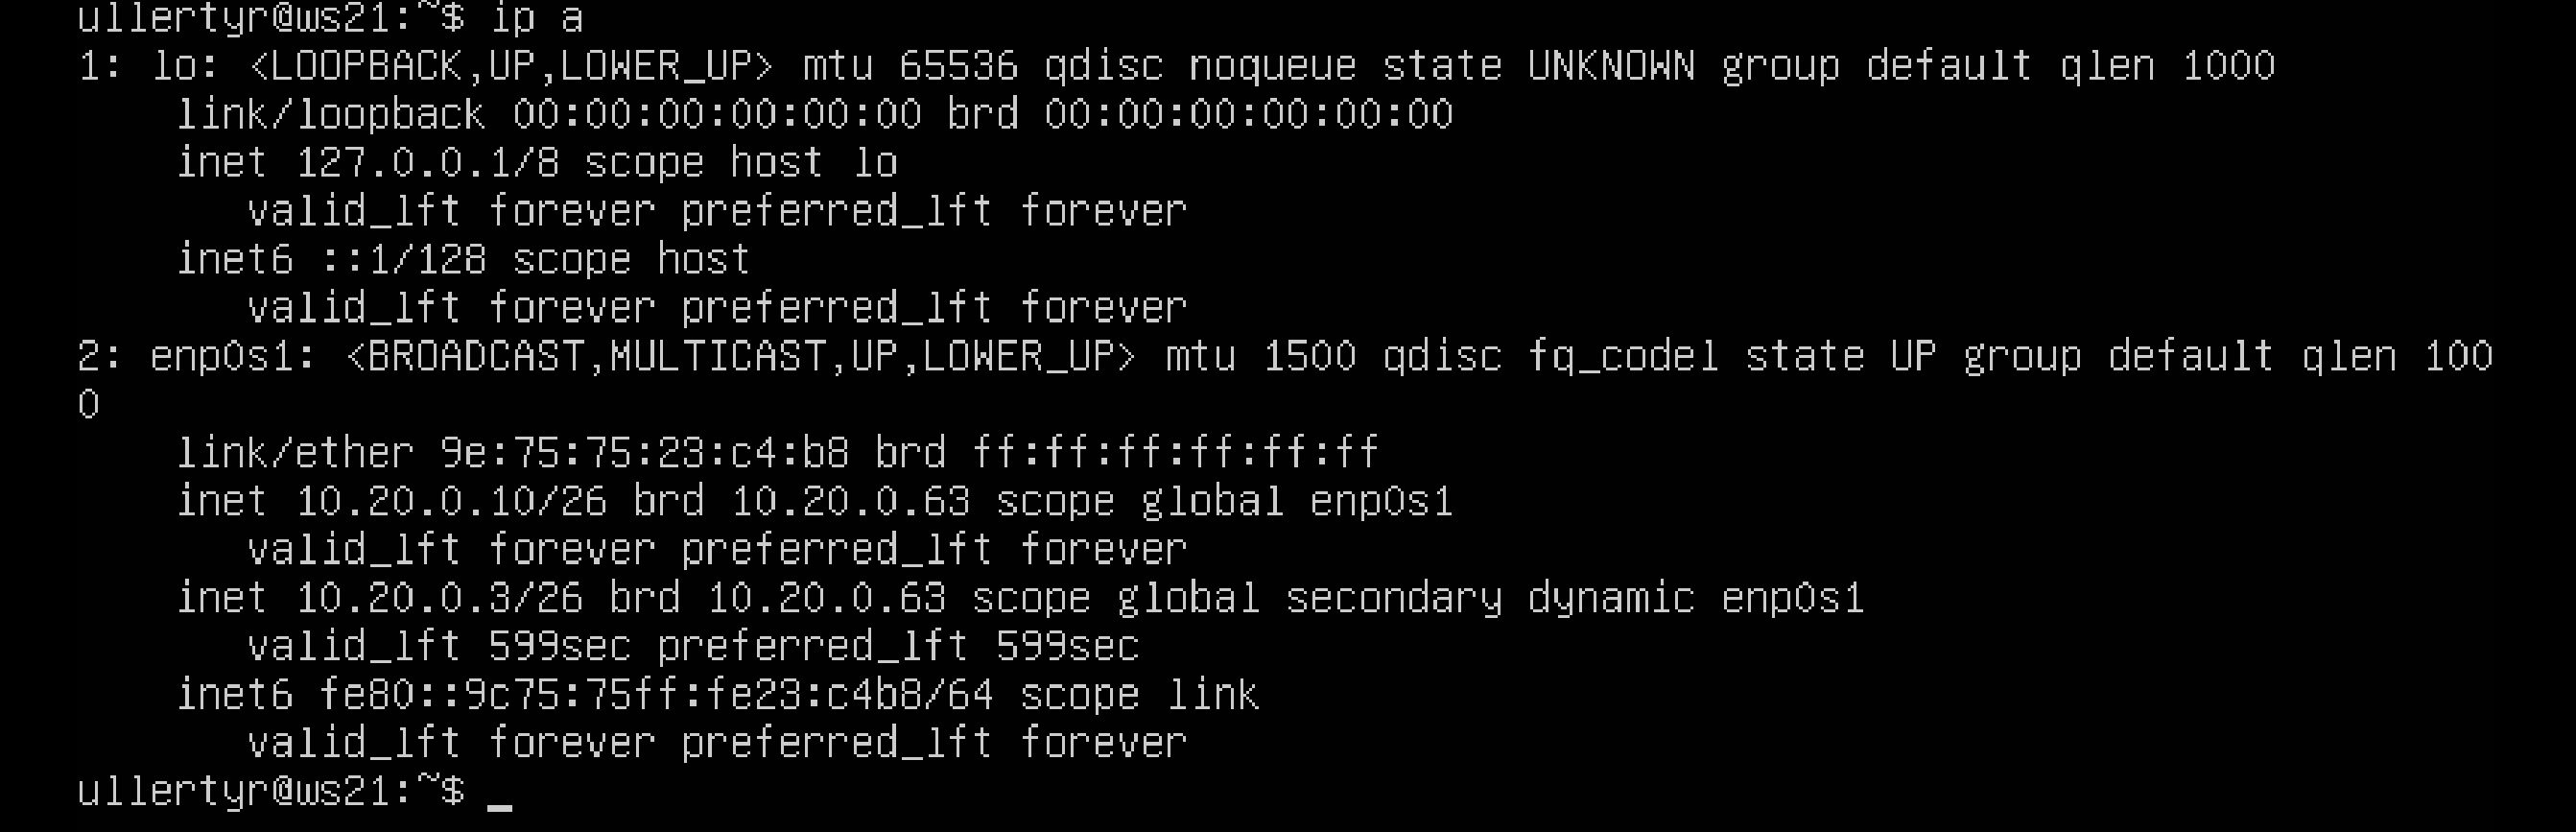 ullertyr@ws21:~$ ip a
1: lo: <LOOPBACK,UP,LOWER_UP> mtu 65536 qdisc noqueue state UNKNOWN group default qlen 1000
    link/loopback 00:00:00:00:00:00 brd 00:00:00:00:00:00
    inet 127.0.0.1/8 scope host lo
       valid_lft forever preferred_lft forever
    inet6 ::1/128 scope host
       valid_lft forever preferred_lft forever
2: enp0s1: <BROADCAST,MULTICAST,UP,LOWER_UP> mtu 1500 qdisc fq_codel state UP group default qlen 100
0
    link/ether 9e:75:75:23:c4:b8 brd ff:ff:ff:ff:ff:ff
    inet 10.20.0.10/26 brd 10.20.0.63 scope global enp0s1
       valid_lft forever preferred_lft forever
    inet 10.20.0.3/26 brd 10.20.0.63 scope global secondary dynamic enp0s1
       valid_lft 599sec preferred_lft 599sec
    inet6 fe80::9c75:75ff:fe23:c4b8/64 scope link
       valid_lft forever preferred_lft forever
ullertyr@ws21:~$ _